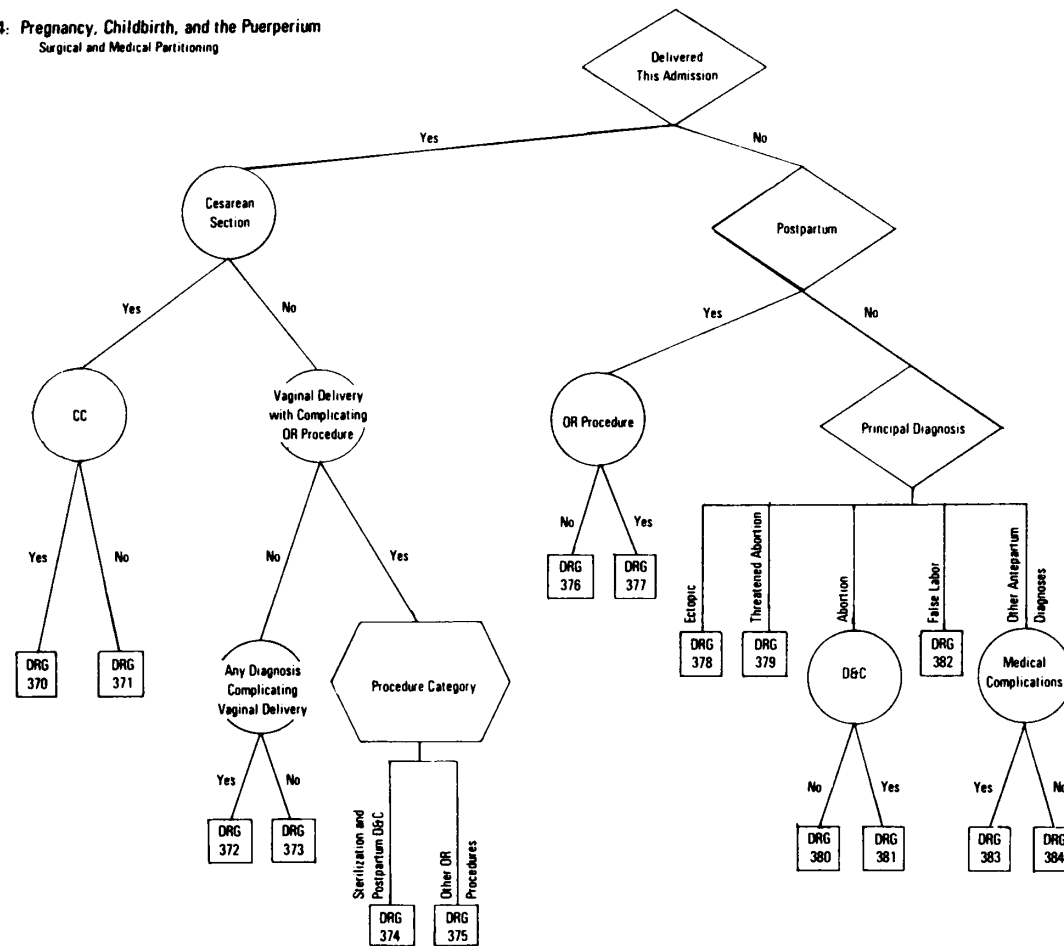 4: Pregnancy, Childbirth, and the Puerperium
Surgical and Medical Partitioning
Delivered
This Admission
Yes
No
Cesarean
Section
Postpartum
Yes
No
Yes
No
CC
Vaginal Delivery
with Complicating
OR Procedure
OR Procedure
Principal Diagnosis
Yes
No
No
Yes
No
Yes
DRG
376
DRG
377
Ectopic
Threatened Abortion
Abortion
False Labor
Other Antepartum
Diagnoses
DRG
370
DRG
371
Any Diagnosis
Complicating
Vaginal Delivery
Procedure Category
DRG
378
DRG
379
D&C
DRG
382
Medical
Complications
Yes
No
No
Yes
Yes
No
DRG
372
DRG
373
Sterilization and
Postpartum D&C
Other OR
Procedures
DRG
380
DRG
381
DRG
383
DRG
384
DRG
374
DRG
375